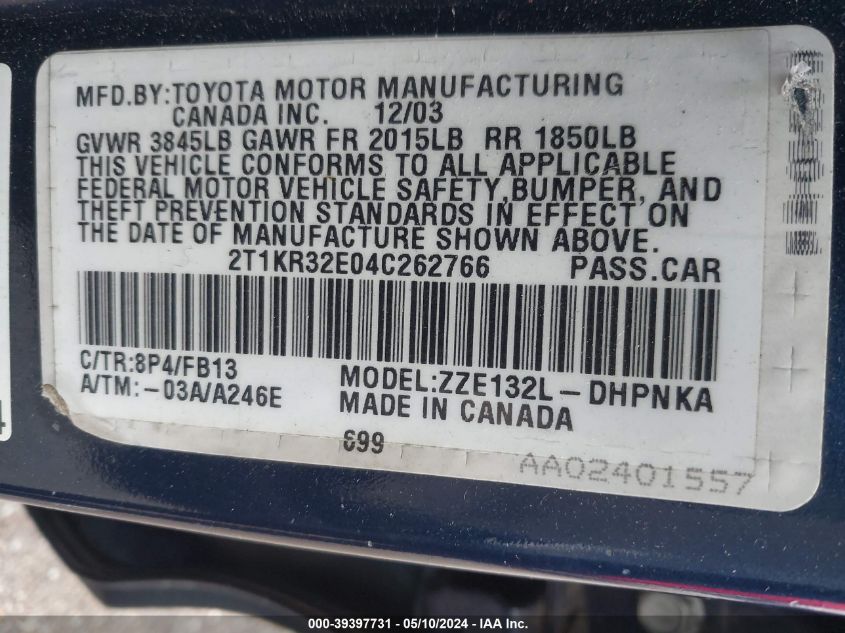 MFD.BY:TOYOTA MOTOR MANUFACTURING
CANADA INC. 12/03
GVWR 3845LB GAWR FR 2015LB RR 1850LB
THIS VEHICLE CONFORMS TO ALL APPLICABLE
FEDERAL MOTOR VEHICLE SAFETY,BUMPER, AND
THEFT PREVENTION STANDARDS IN EFFECT ON
THE DATE OF MANUFACTURE SHOWN ABOVE.
2T1KR32E04C262766 PASS.CAR
C/TR:8P4/FB13
A/TM:-03A/A246E
MODEL:ZZE132L-DHPNKA
MADE IN CANADA
699
AA02401557
4
000-39397731 - 05/10/2024 - IAA Inc.